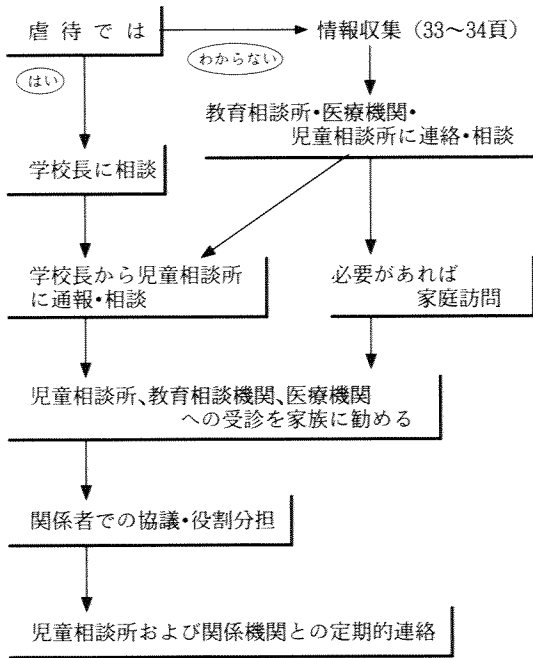 虐待では
情報収集（33〜34頁）
わからない
はい
教育相談所・医療機関・
児童相談所に連絡・相談
学校長に相談
学校長から児童相談所
に通報・相談
必要があれば
家庭訪問
児童相談所、教育相談機関、医療機関
への受診を家族に勧める
関係者での協議・役割分担
児童相談所および関係機関との定期的連絡